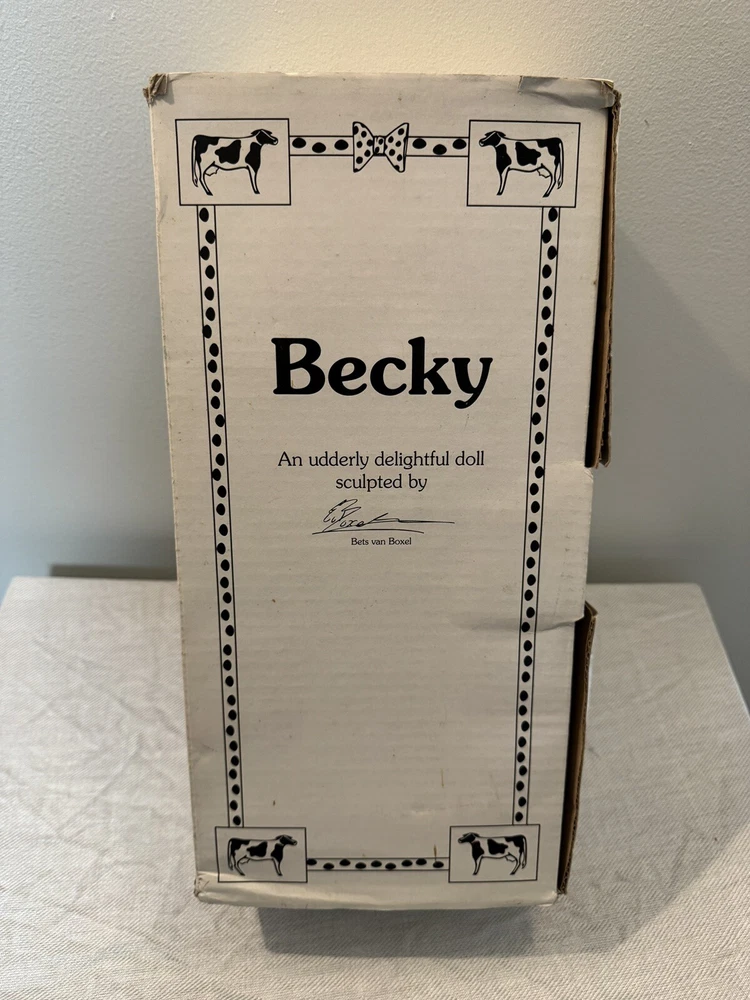 Becky
An udderly delightful doll
sculpted by
Bets van Boxel